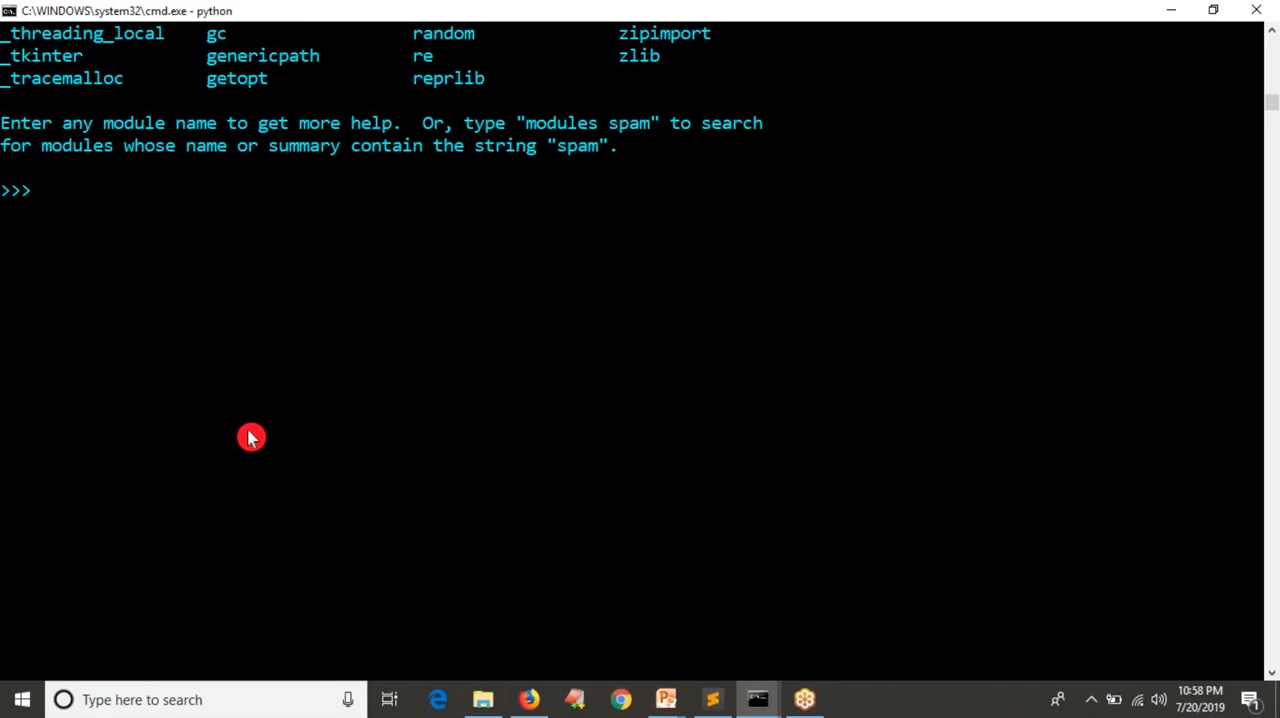 C:\WINDOWS\system32\cmd.exe - python
_threading_local gc random zipimport
_tkinter genericpath re zlib
_tracemalloc getopt reprlib
Enter any module name to get more help. Or, type "modules spam" to search
for modules whose name or summary contain the string "spam".
>>>
Type here to search
10:58 PM
7/20/2019
1